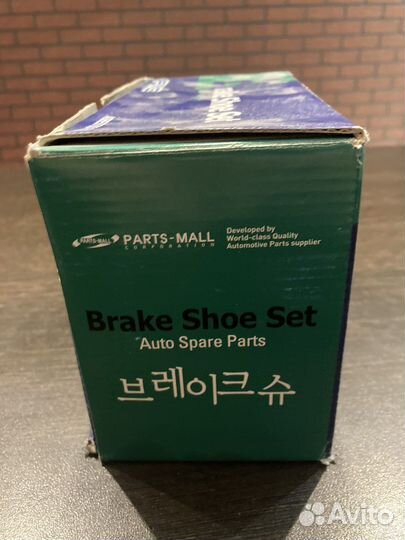 PARTS-MALL
PARTS-MALL
CORPORATION
Developed by
World-class Quality
Automotive Parts supplier
Brake Shoe Set
Auto Spare Parts
브레이크슈
Avito